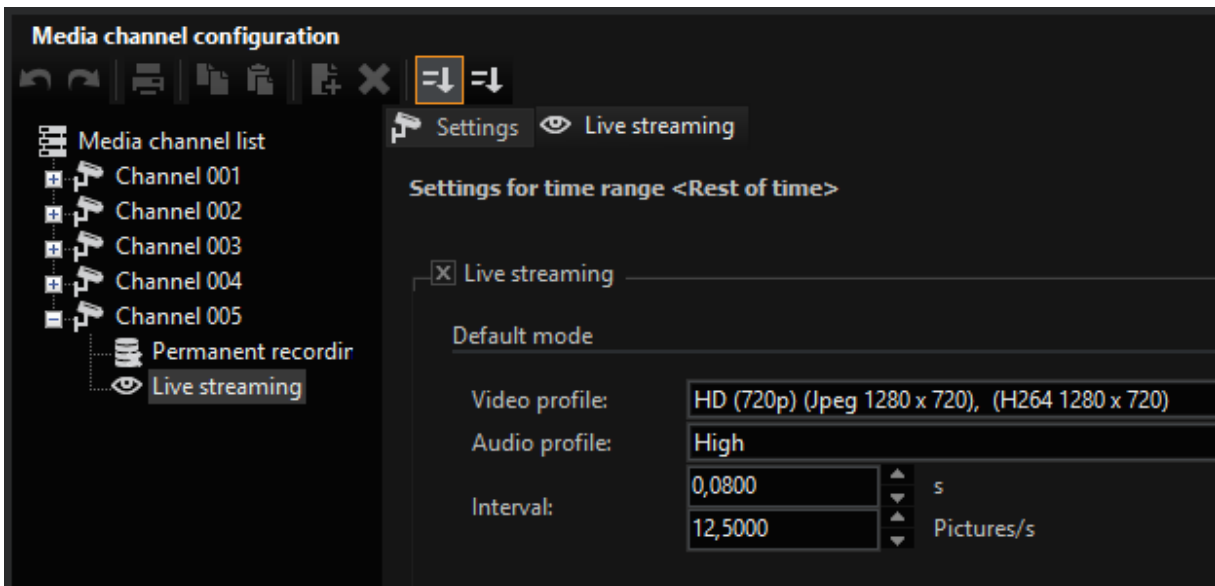 Media channel configuration
Media channel list
Channel 001
Channel 002
Channel 003
Channel 004
Channel 005
Permanent recordin
Live streaming
Settings
Live streaming
Settings for time range <Rest of time>
Live streaming
Default mode
Video profile: HD (720p) (Jpeg 1280 x 720), (H264 1280 x 720)
Audio profile: High
Interval: 0,0800 s
12,5000 Pictures/s